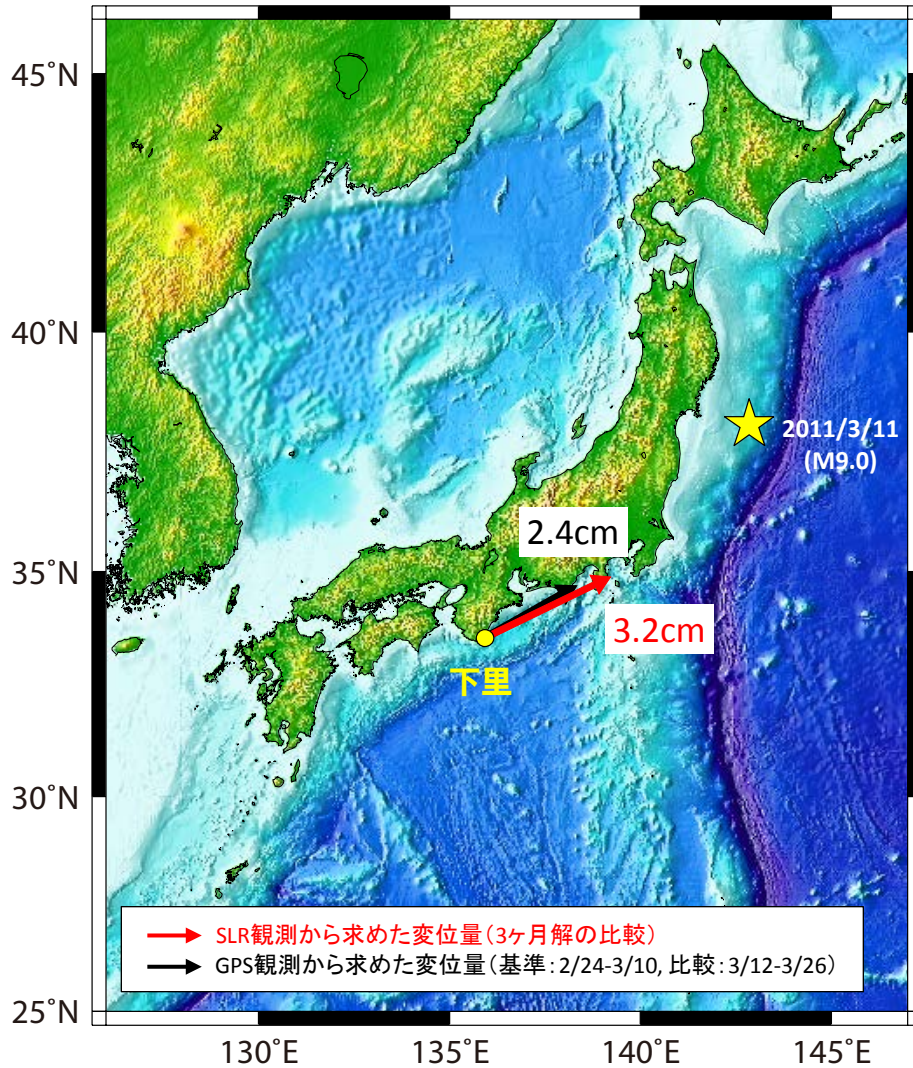 45°N
40°N
2011/3/11
(M9.0)
2.4cm
35°N
3.2cm
下里
30°N
SLR観測から求めた変位量(3ヶ月解の比較)
GPS観測から求めた変位量(基準:2/24-3/10, 比較:3/12-3/26)
25°N
130°E
135°E
140°E
145°E